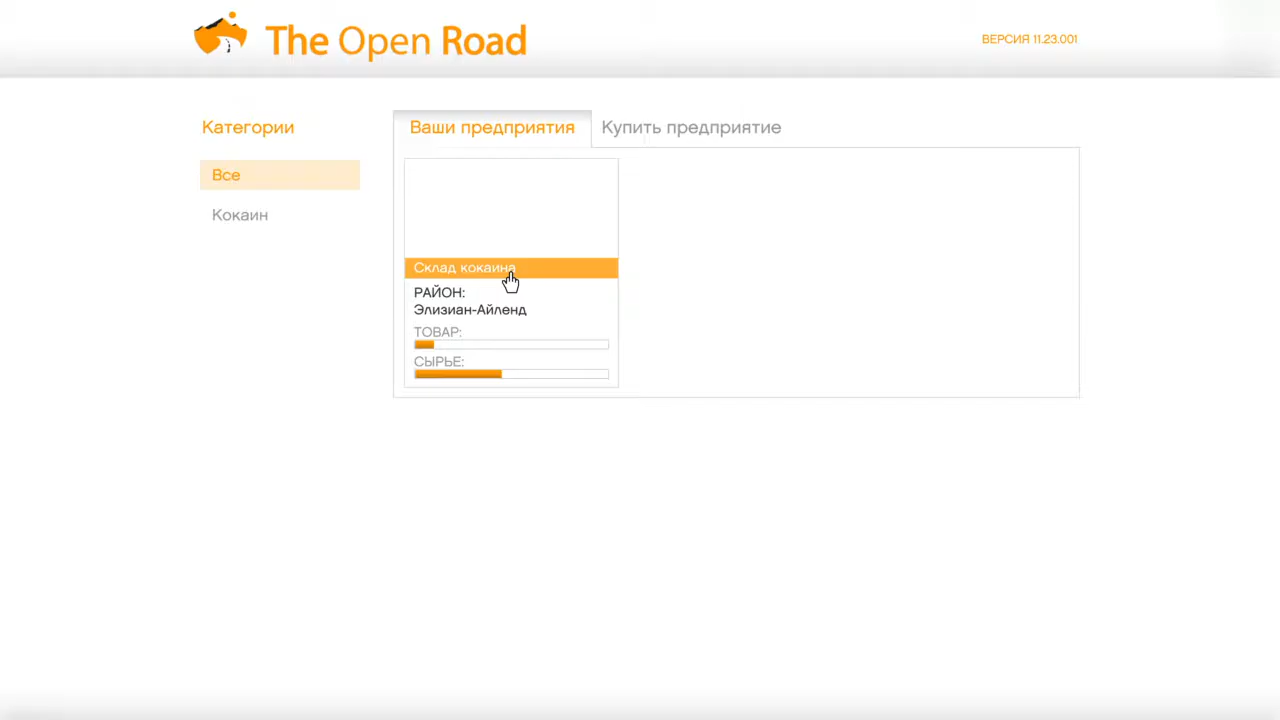 The Open Road
ВЕРСИЯ 11.23.001
Категории
Все
Кокаин
Ваши предприятия
Купить предприятие
Склад кокаина
РАЙОН:
Элизиан-Айленд
ТОВАР:
СЫРЬЕ: